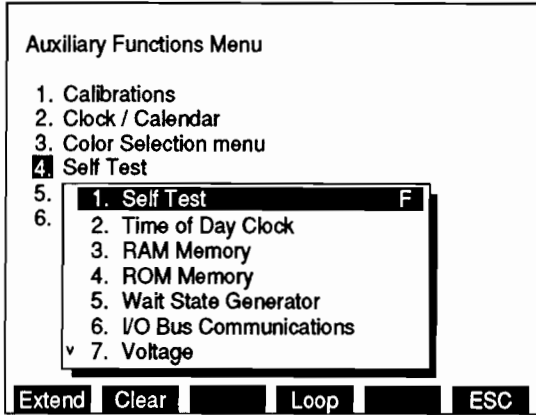 Auxiliary Functions Menu
1. Calibrations
2. Clock / Calendar
3. Color Selection menu
4. Self Test
5.
6.
1. Self Test F
2. Time of Day Clock
3. RAM Memory
4. ROM Memory
5. Wait State Generator
6. I/O Bus Communications
v 7. Voltage
Extend Clear Loop ESC